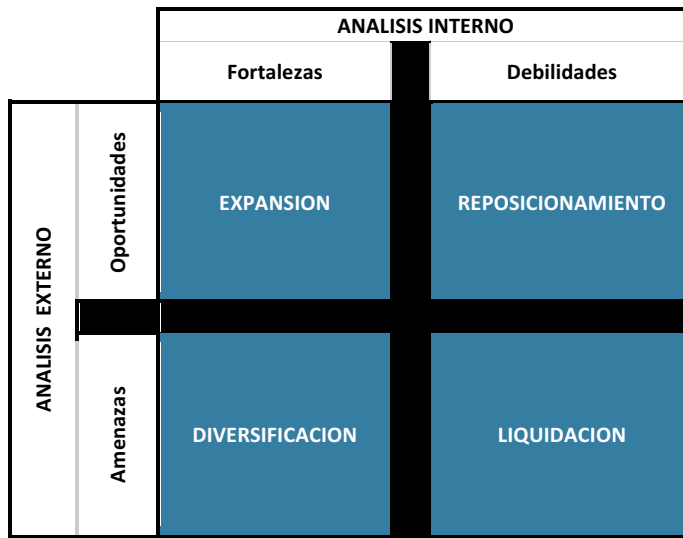 ANALISIS INTERNO
Fortalezas
Debilidades
ANALISIS EXTERNO
Oportunidades
EXPANSION
REPOSICIONAMIENTO
Amenazas
DIVERSIFICACION
LIQUIDACION